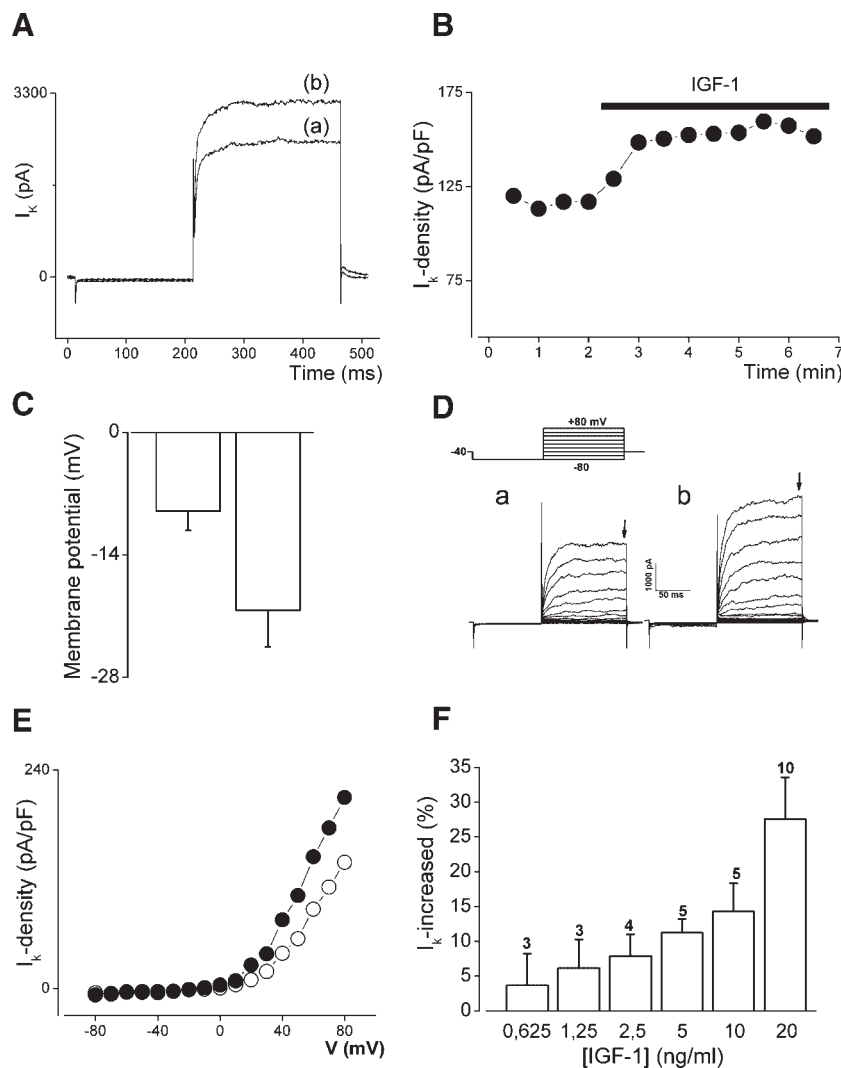 A
3300
0
I_K (pA)
(b)
(a)
0 100 200 300 400 500
Time (ms)
B
175
125
75
I_k-density (pA/pF)
IGF-1
0 1 2 3 4 5 6 7
Time (min)
C
0
-14
-28
Membrane potential (mV)
D
+80 mV
-40
-80
a
b
1000 pA
50 ms
E
240
0
I_k-density (pA/pF)
-80 -40 0 40 80
V (mV)
F
35
30
25
20
15
10
5
0
I_k-increased (%)
3 3 4 5 5 10
0,625 1,25 2,5 5 10 20
[IGF-1] (ng/ml)